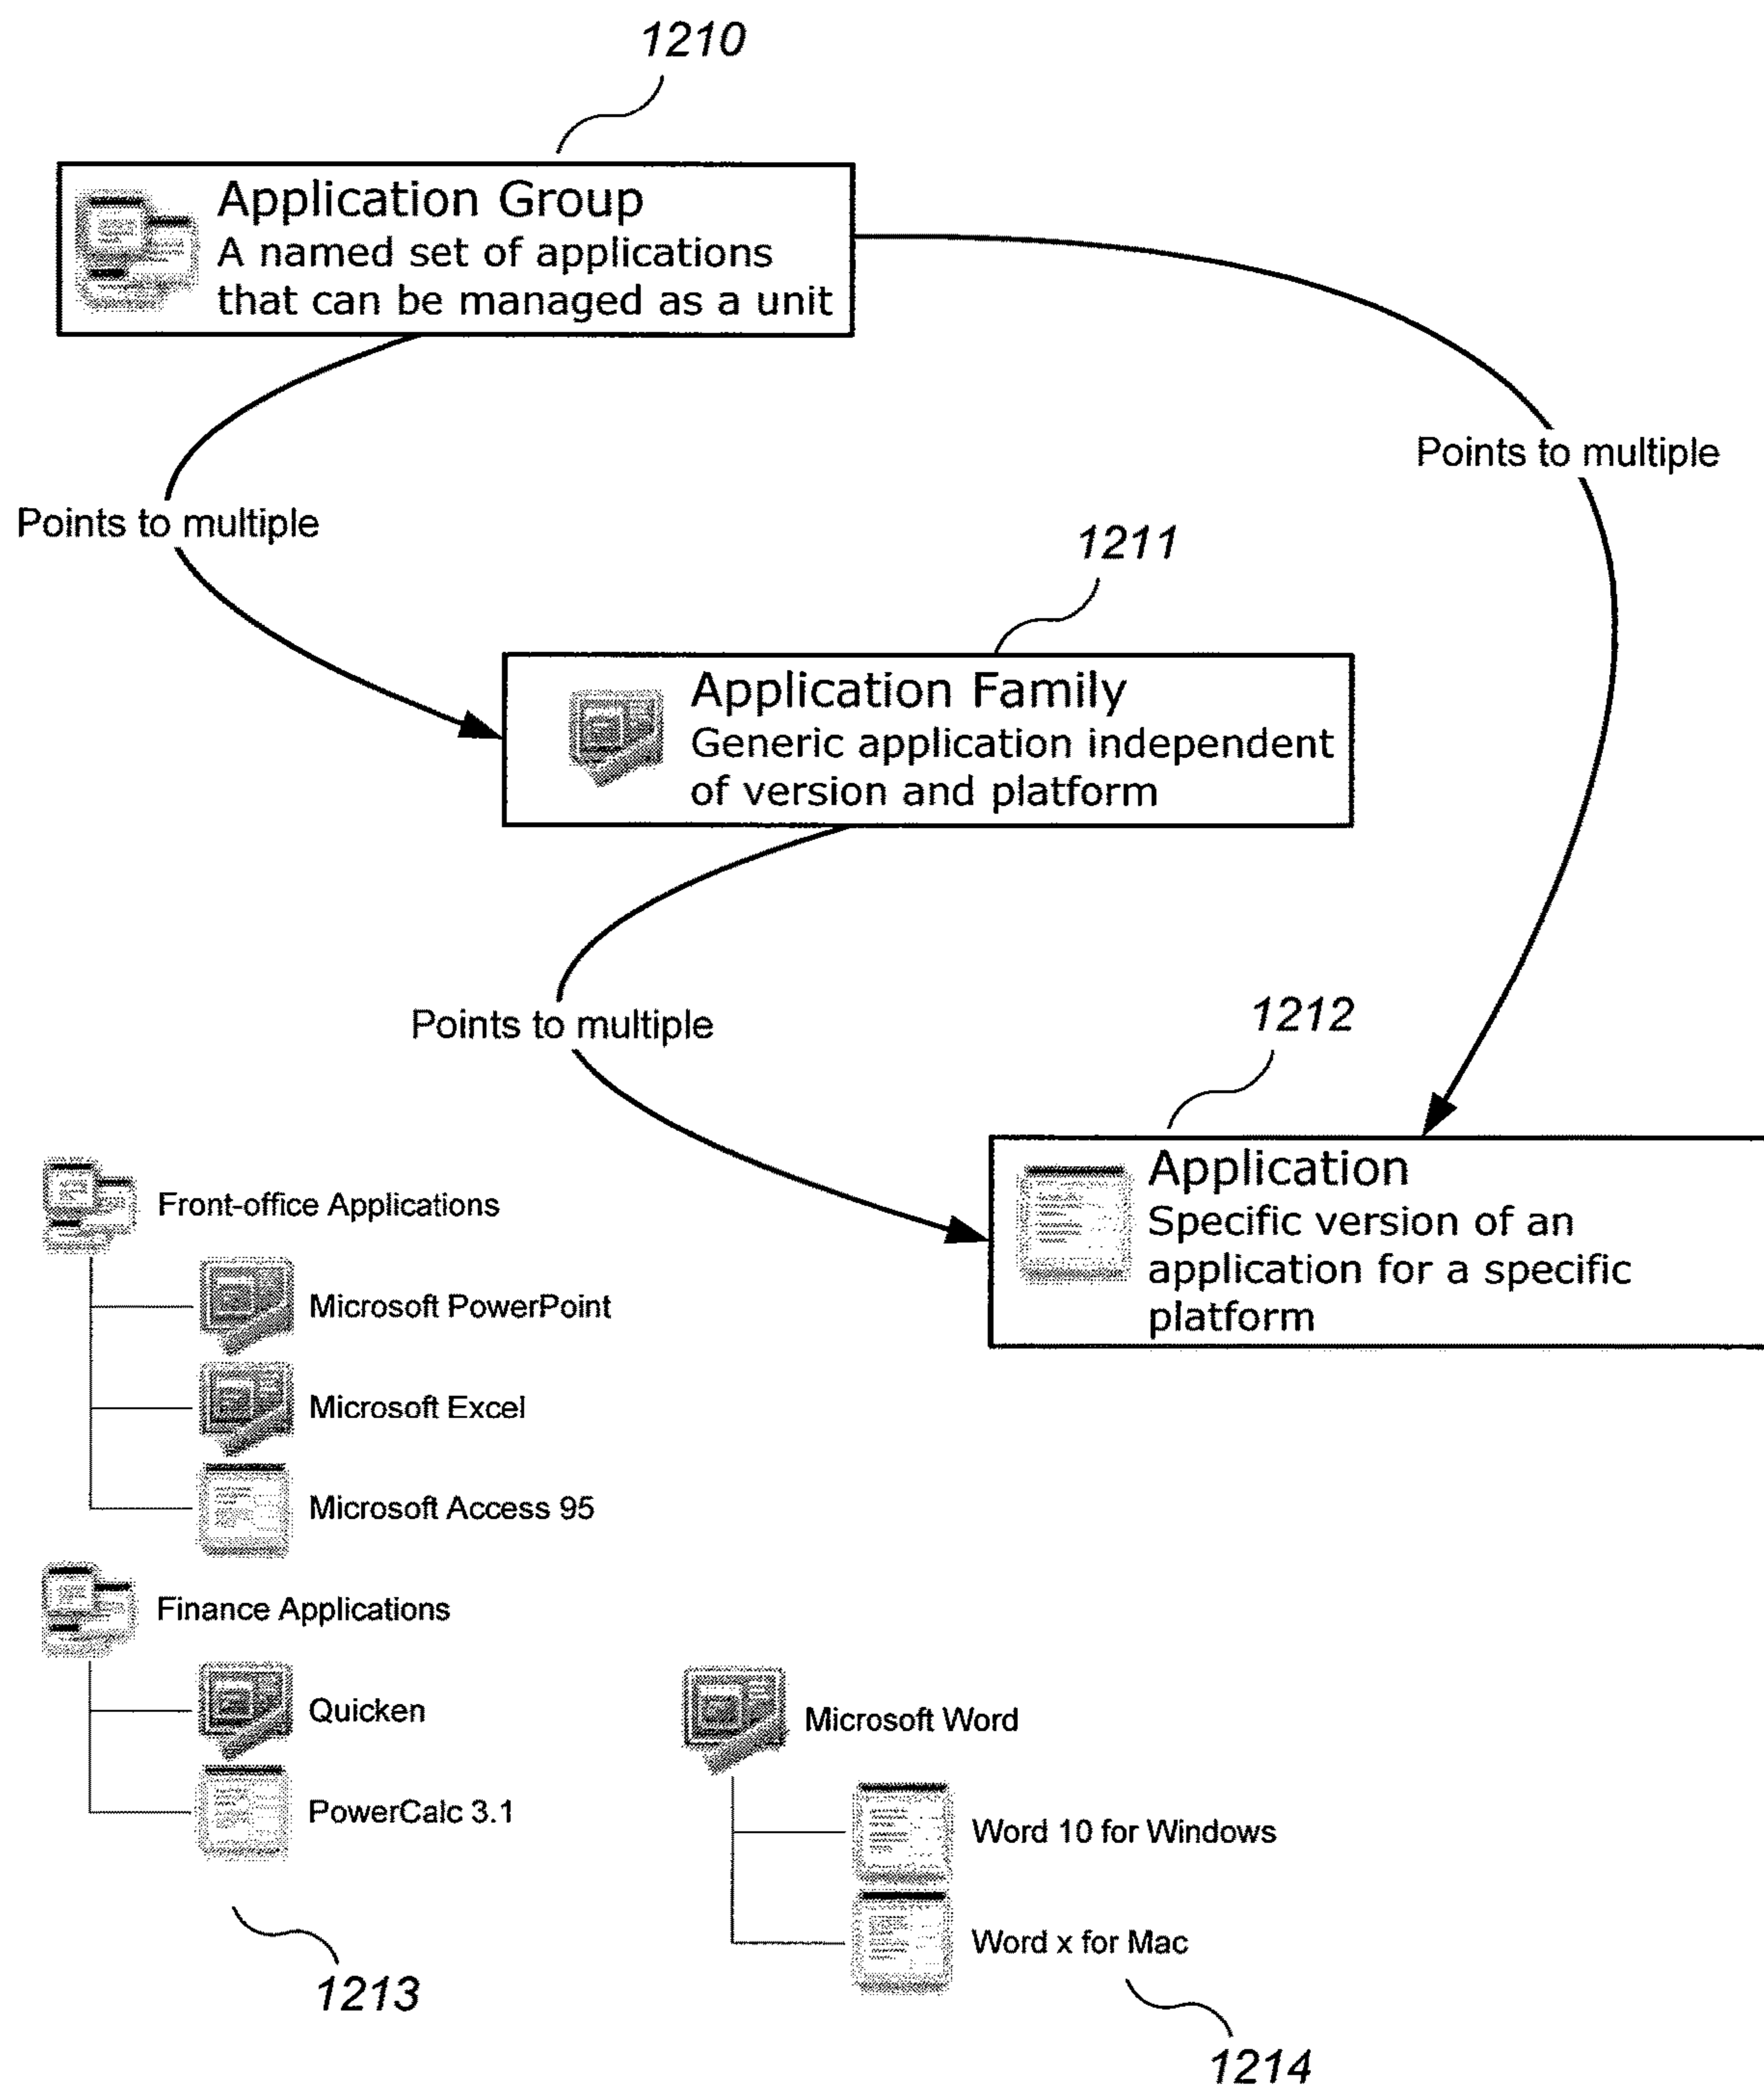 1210
Application Group
A named set of applications
that can be managed as a unit
Points to multiple
Points to multiple
1211
Application Family
Generic application independent
of version and platform
Points to multiple
1212
Application
Specific version of an
application for a specific
platform
Front-office Applications
Microsoft PowerPoint
Microsoft Excel
Microsoft Access 95
Finance Applications
Quicken
PowerCalc 3.1
1213
Microsoft Word
Word 10 for Windows
Word x for Mac
1214